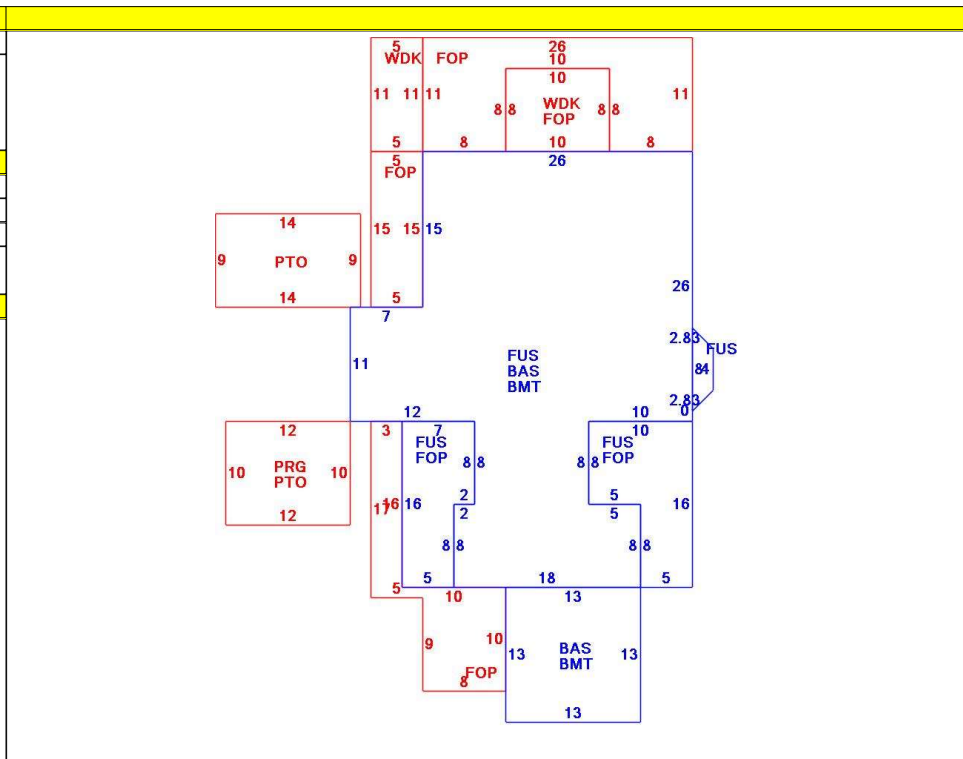 5 26
WDK FOP 10
10
11 11 11 8 8 WDK 8 8 11
FOP
5 8 10 8
5 26
FOP
14
15 15 15
9 PTO 9
26
14 5
7
2.83
FUS
11 FUS 8 4
BAS
BMT
2.83
12 10 0
12 3 7 10
FUS FUS
FOP FOP
PRG 8 8 8 8
10 10
PTO
2 5
17 16 16 16
12 2 5
8 8 8 8
5 18 5
5 10 13
9 10 13 BAS 13
BMT
FOP
8
13